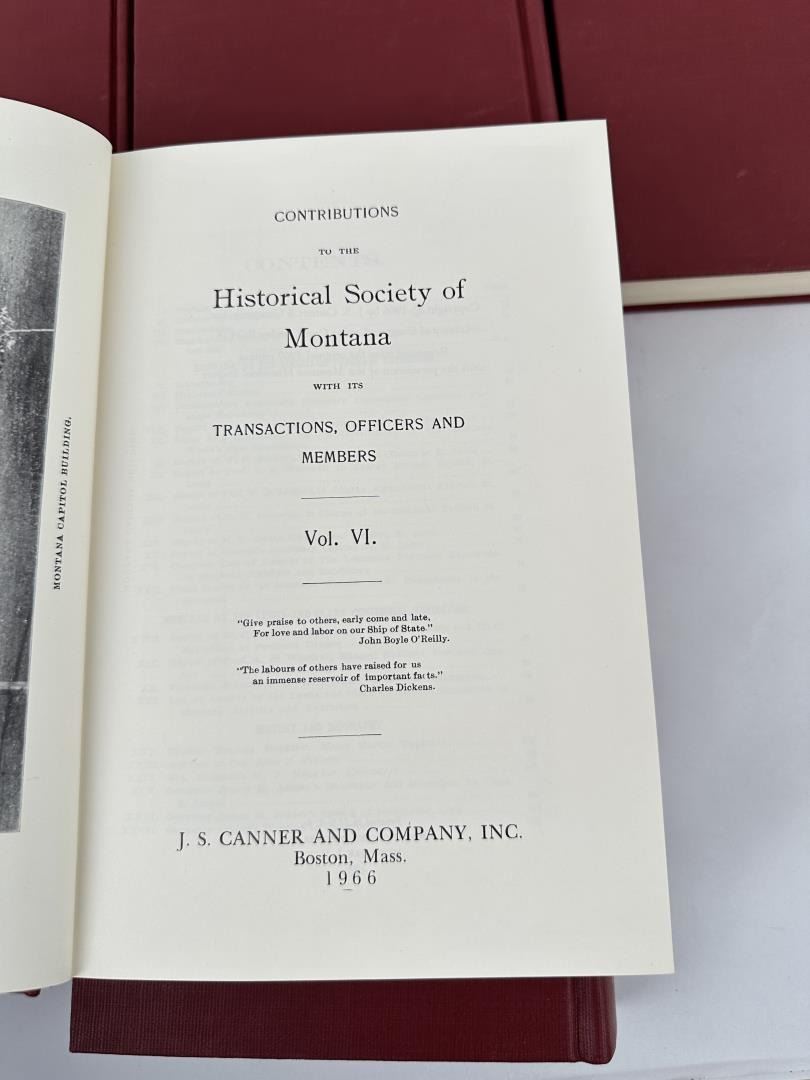 MONTANA CAPITOL BUILDING.
CONTRIBUTIONS
TO THE
Historical Society of
Montana
WITH ITS
TRANSACTIONS, OFFICERS AND
MEMBERS
Vol. VI.
"Give praise to others, early come and late,
For love and labor on our Ship of State."
John Boyle O'Reilly.
"The labours of others have raised for us
an immense reservoir of important facts."
Charles Dickens.
J. S. CANNER AND COMPANY, INC.
Boston, Mass.
1966